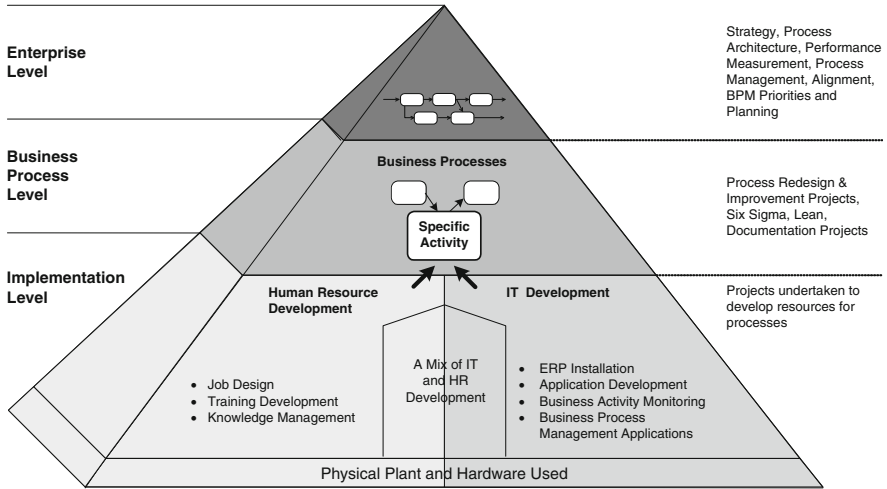 Enterprise
Level
Strategy, Process
Architecture, Performance
Measurement, Process
Management, Alignment,
BPM Priorities and
Planning
Business
Process
Level
Business Processes
Specific
Activity
Process Redesign &
Improvement Projects,
Six Sigma, Lean,
Documentation Projects
Implementation
Level
Human Resource
Development
IT Development
Projects undertaken to
develop resources for
processes
• Job Design
• Training Development
• Knowledge Management
A Mix of IT
and HR
Development
• ERP Installation
• Application Development
• Business Activity Monitoring
• Business Process
Management Applications
Physical Plant and Hardware Used